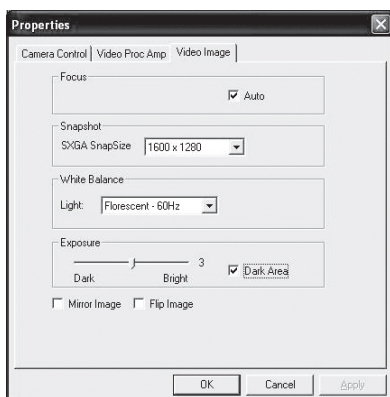 Properties
Camera Control Video Proc Amp Video Image
Focus
Auto
Snapshot
SXGA SnapSize 1600 x 1280
White Balance
Light: Florescent - 60Hz
Exposure
3
Dark Bright Dark Area
Mirror Image Flip Image
OK Cancel Apply